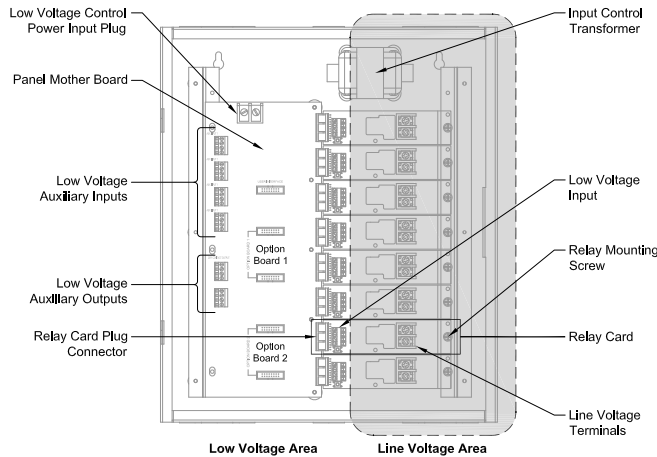 Low Voltage Control
Power Input Plug
Input Control
Transformer
Panel Mother Board
Low Voltage
Auxiliary Inputs
Low Voltage
Input
Option
Board 1
Relay Mounting
Screw
Low Voltage
Auxiliary Outputs
Relay Card Plug
Connector
Option
Board 2
Relay Card
Line Voltage
Terminals
Low Voltage Area
Line Voltage Area